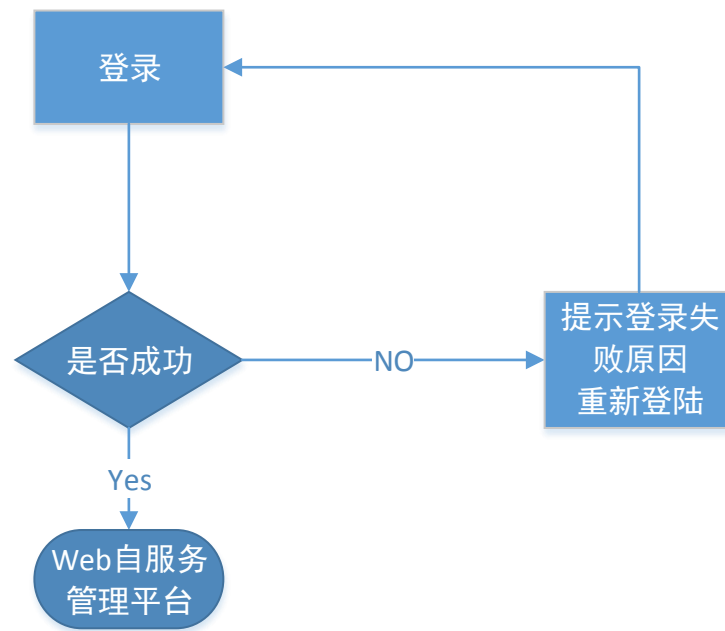 登录
是否成功
NO
提示登录失
败原因
重新登陆
Yes
Web自服务
管理平台